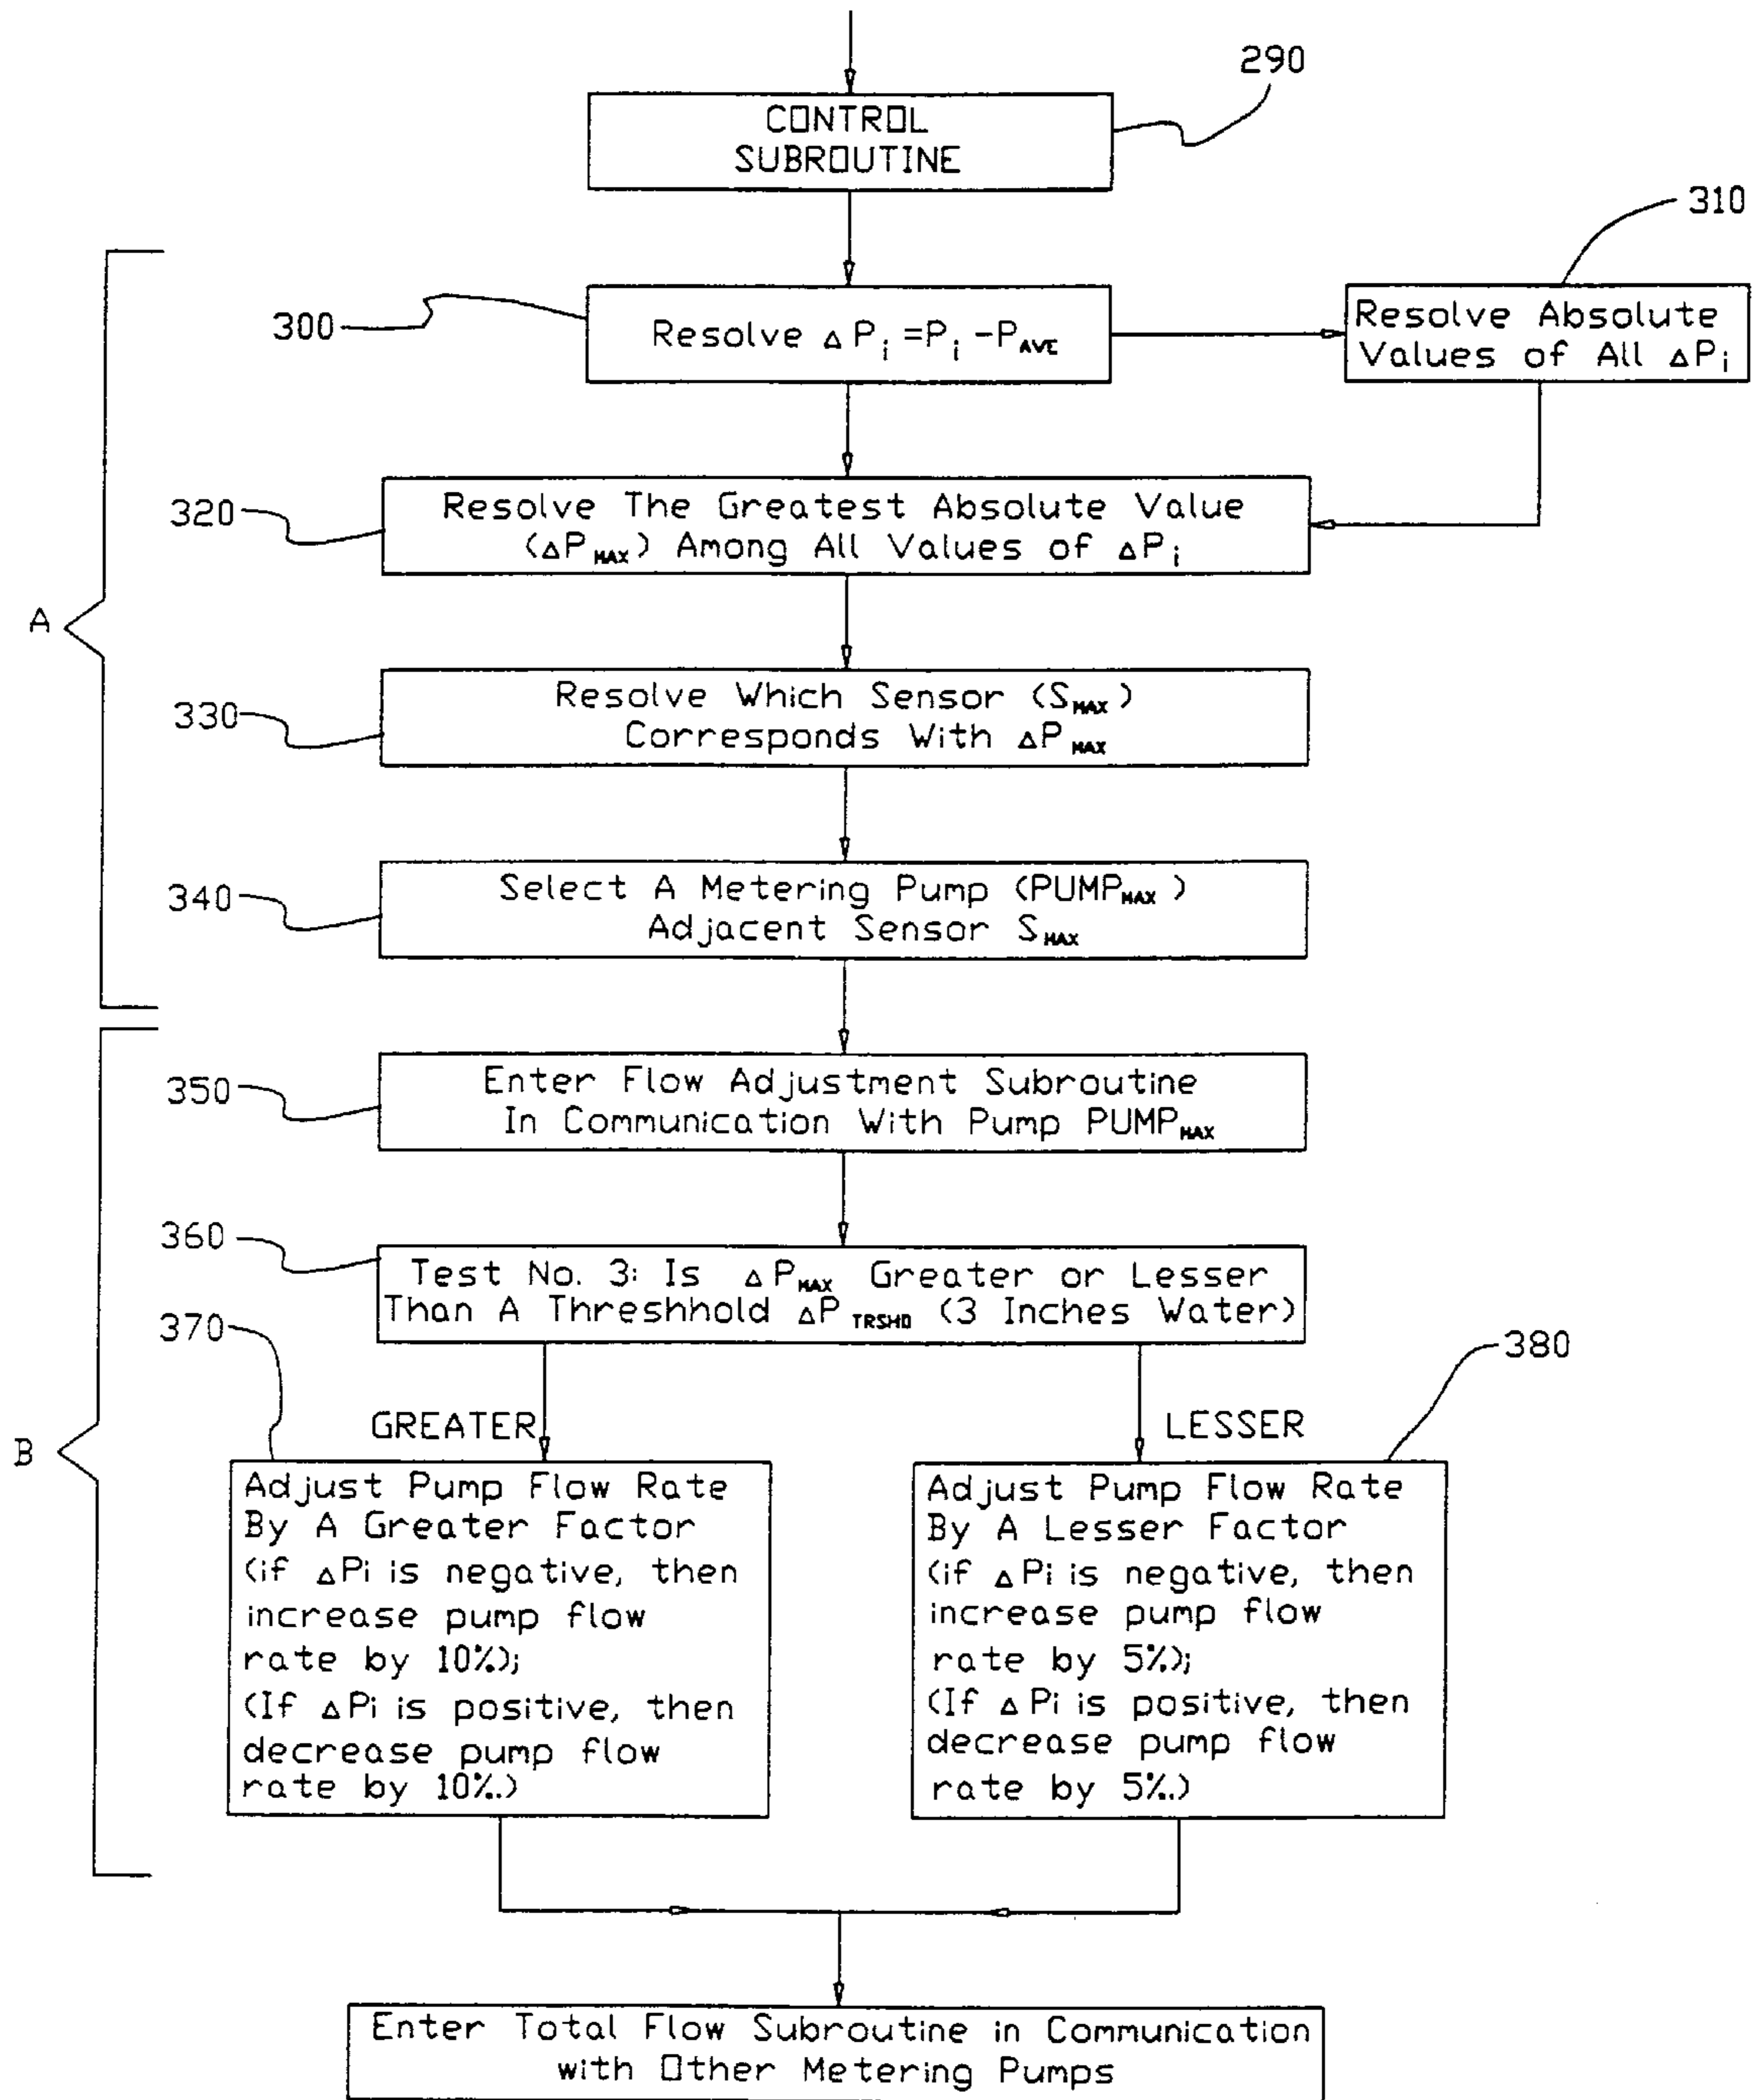 290
CONTROL
SUBROUTINE
310
300
Resolve ΔPi =Pi -PAVE
Resolve Absolute
Values of All ΔPi
320
Resolve The Greatest Absolute Value
(ΔPMAX) Among All Values of ΔPi
A
330
Resolve Which Sensor (SMAX)
Corresponds With ΔPMAX
340
Select A Metering Pump (PUMPMAX)
Adjacent Sensor SMAX
350
Enter Flow Adjustment Subroutine
In Communication With Pump PUMPMAX
360
Test No. 3: Is ΔPMAX Greater or Lesser
Than A Threshhold ΔPTRSHD (3 Inches Water)
370
380
GREATER
LESSER
B
Adjust Pump Flow Rate
By A Greater Factor
(if ΔPi is negative, then
increase pump flow
rate by 10%);
(If ΔPi is positive, then
decrease pump flow
rate by 10%.)
Adjust Pump Flow Rate
By A Lesser Factor
(if ΔPi is negative, then
increase pump flow
rate by 5%);
(If ΔPi is positive, then
decrease pump flow
rate by 5%.)
Enter Total Flow Subroutine in Communication
with Other Metering Pumps